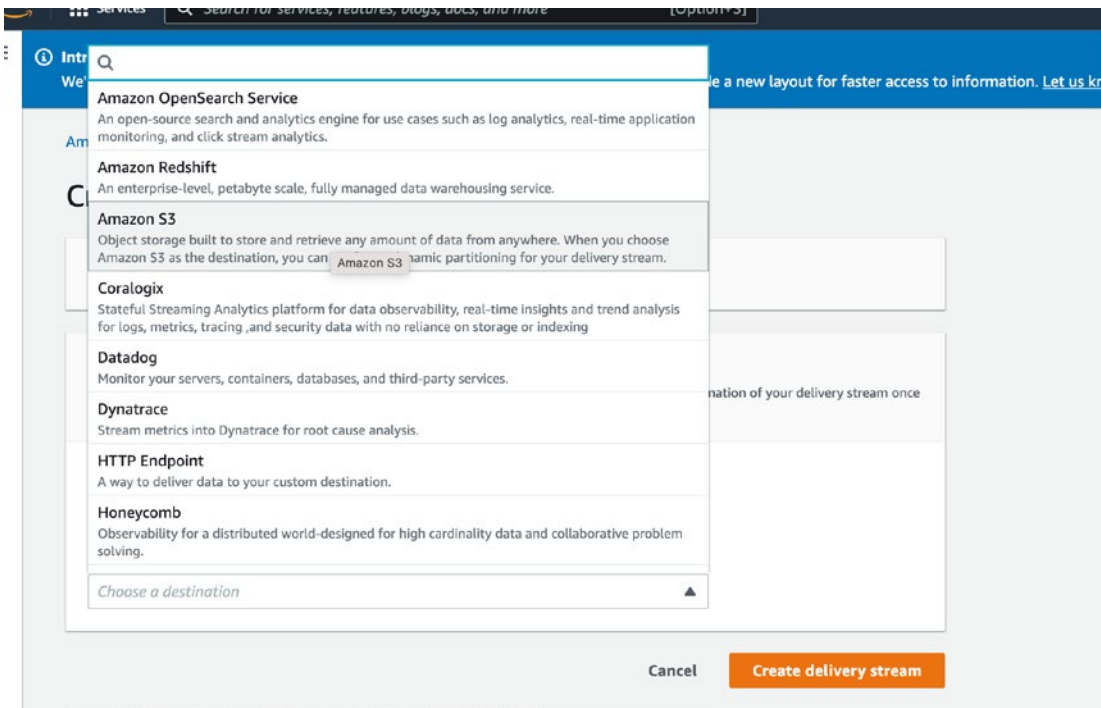 Services Search for services, features, blogs, docs, and more [Option+S]
Intr
We' le a new layout for faster access to information. Let us kn
Am
Cr
Amazon OpenSearch Service
An open-source search and analytics engine for use cases such as log analytics, real-time application
monitoring, and click stream analytics.
Amazon Redshift
An enterprise-level, petabyte scale, fully managed data warehousing service.
Amazon S3
Object storage built to store and retrieve any amount of data from anywhere. When you choose
Amazon S3 as the destination, you can namic partitioning for your delivery stream.
Amazon S3
Coralogix
Stateful Streaming Analytics platform for data observability, real-time insights and trend analysis
for logs, metrics, tracing ,and security data with no reliance on storage or indexing
Datadog
Monitor your servers, containers, databases, and third-party services.
nation of your delivery stream once
Dynatrace
Stream metrics into Dynatrace for root cause analysis.
HTTP Endpoint
A way to deliver data to your custom destination.
Honeycomb
Observability for a distributed world-designed for high cardinality data and collaborative problem
solving.
Choose a destination
Cancel Create delivery stream